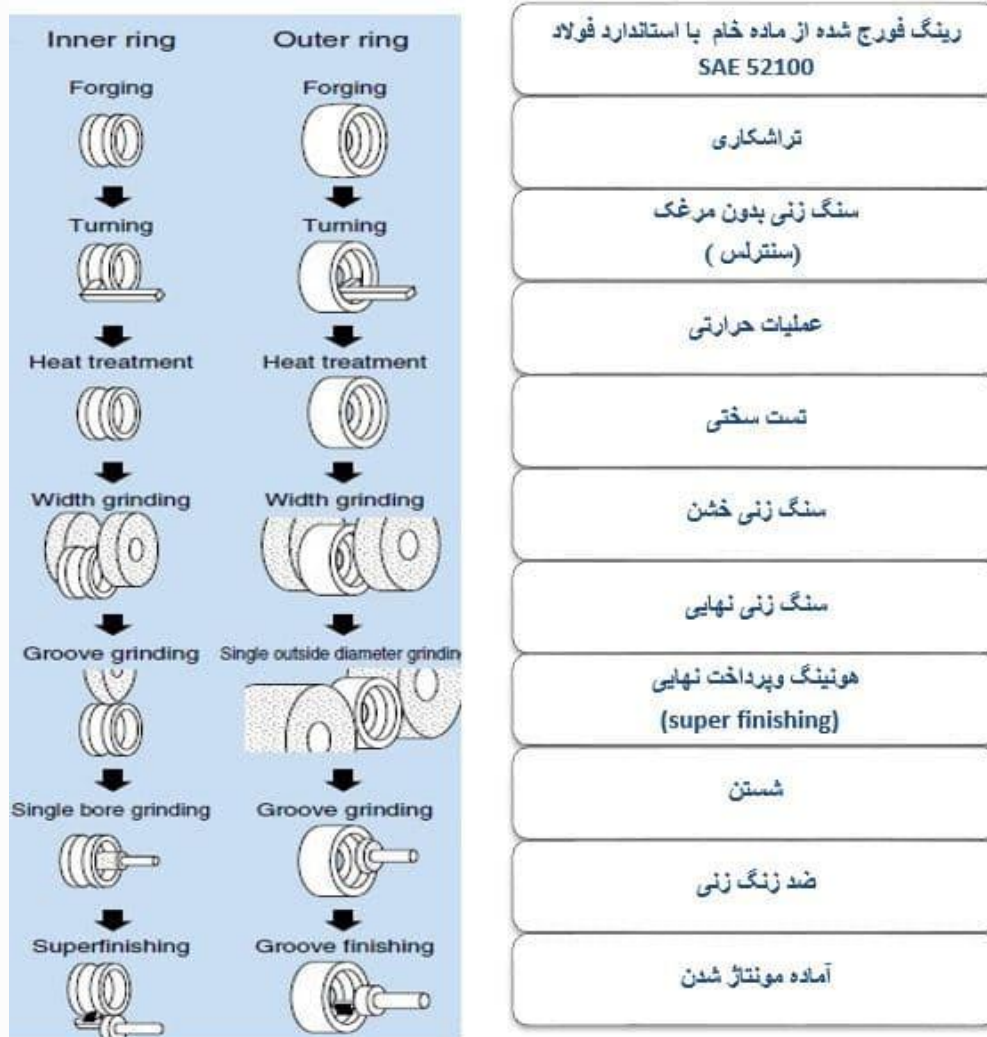 Inner ring
Outer ring
Forging
Forging
Turning
Turning
Heat treatment
Heat treatment
Width grinding
Width grinding
Groove grinding
Single outside diameter grindin
Single bore grinding
Groove grinding
Superfinishing
Groove finishing
رینگ فورج شده از ماده خام با استاندارد فولاد
SAE 52100
تراشکاری
سنگ زنی بدون مرغک
(سنترلس )
عملیات حرارتی
تست سختی
سنگ زنی خشن
سنگ زنی نهایی
هونینگ وپرداخت نهایی
(super finishing)
شستن
ضد زنگ زنی
آماده مونتاژ شدن